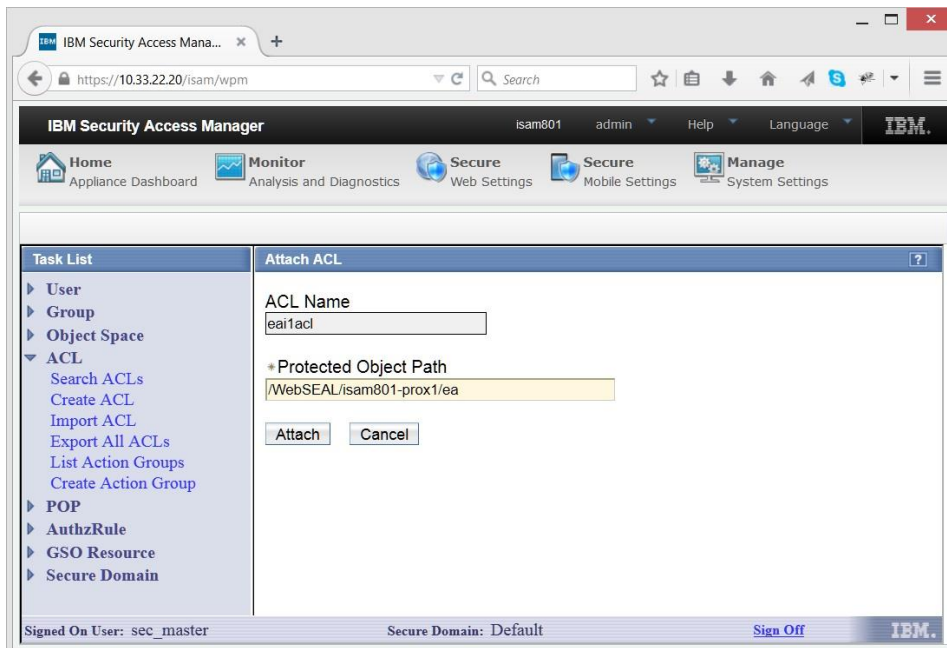 IBM IBM Security Access Mana... × +
https://10.33.22.20/isam/wpm Search
IBM Security Access Manager isam801 admin Help Language IBM.
Home Monitor Secure Secure Manage
Appliance Dashboard Analysis and Diagnostics Web Settings Mobile Settings System Settings
Task List
User
Group
Object Space
ACL
Search ACLs
Create ACL
Import ACL
Export All ACLs
List Action Groups
Create Action Group
POP
AuthzRule
GSO Resource
Secure Domain
Attach ACL ?
ACL Name
eai1acl
*Protected Object Path
/WebSEAL/isam801-prox1/ea
Attach Cancel
Signed On User: sec_master Secure Domain: Default Sign Off IBM.